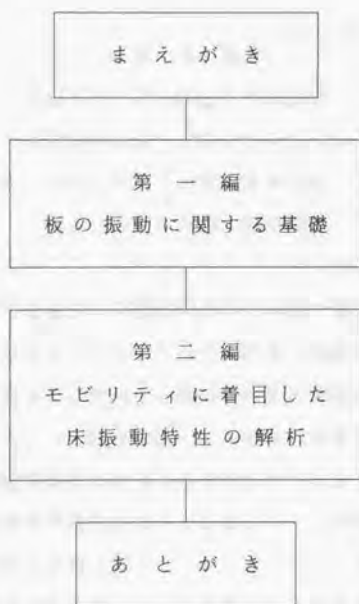 まえがき
第一編
板の振動に関する基礎
第二編
モビリティに着目した
床振動特性の解析
あとがき